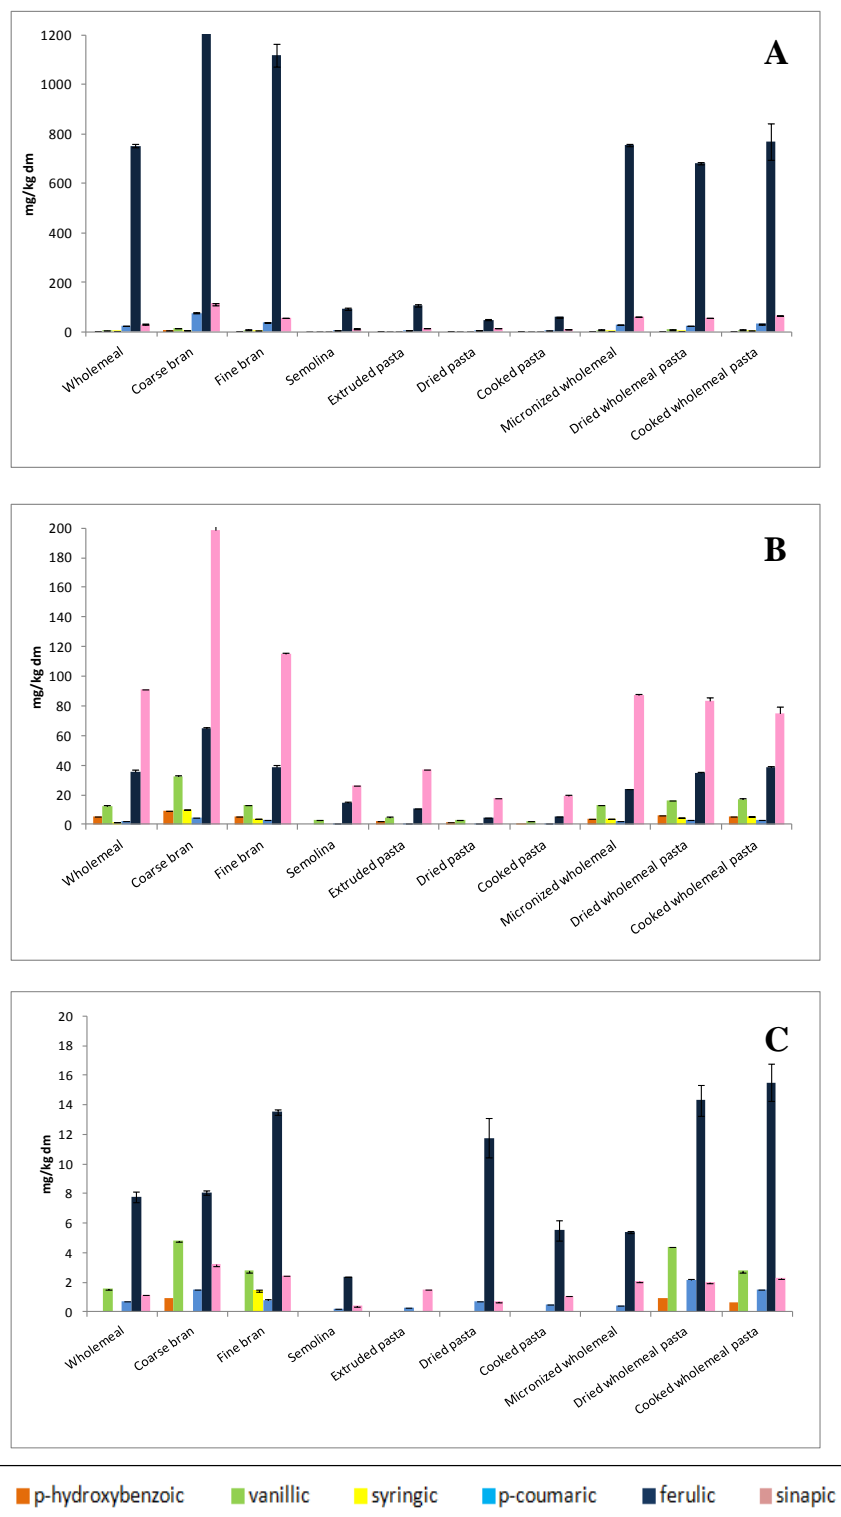 A
1200
1000
800
600
400
200
0
mg/kg dm
Wholemeal
Coarse bran
Fine bran
Semolina
Extruded pasta
Dried pasta
Cooked pasta
Micronized wholemeal
Dried wholemeal pasta
Cooked wholemeal pasta
B
200
180
160
140
120
100
80
60
40
20
0
mg/kg dm
Wholemeal
Coarse bran
Fine bran
Semolina
Extruded pasta
Dried pasta
Cooked pasta
Micronized wholemeal
Dried wholemeal pasta
Cooked wholemeal pasta
C
20
18
16
14
12
10
8
6
4
2
0
mg/kg dm
Wholemeal
Coarse bran
Fine bran
Semolina
Extruded pasta
Dried pasta
Cooked pasta
Micronized wholemeal
Dried wholemeal pasta
Cooked wholemeal pasta
p-hydroxybenzoic vanillic syringic p-coumaric ferulic sinapic